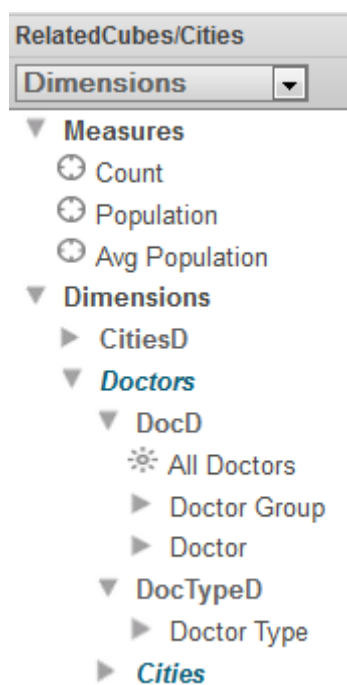 RelatedCubes/Cities
Dimensions
Measures
Count
Population
Avg Population
Dimensions
CitiesD
Doctors
DocD
All Doctors
Doctor Group
Doctor
DocTypeD
Doctor Type
Cities